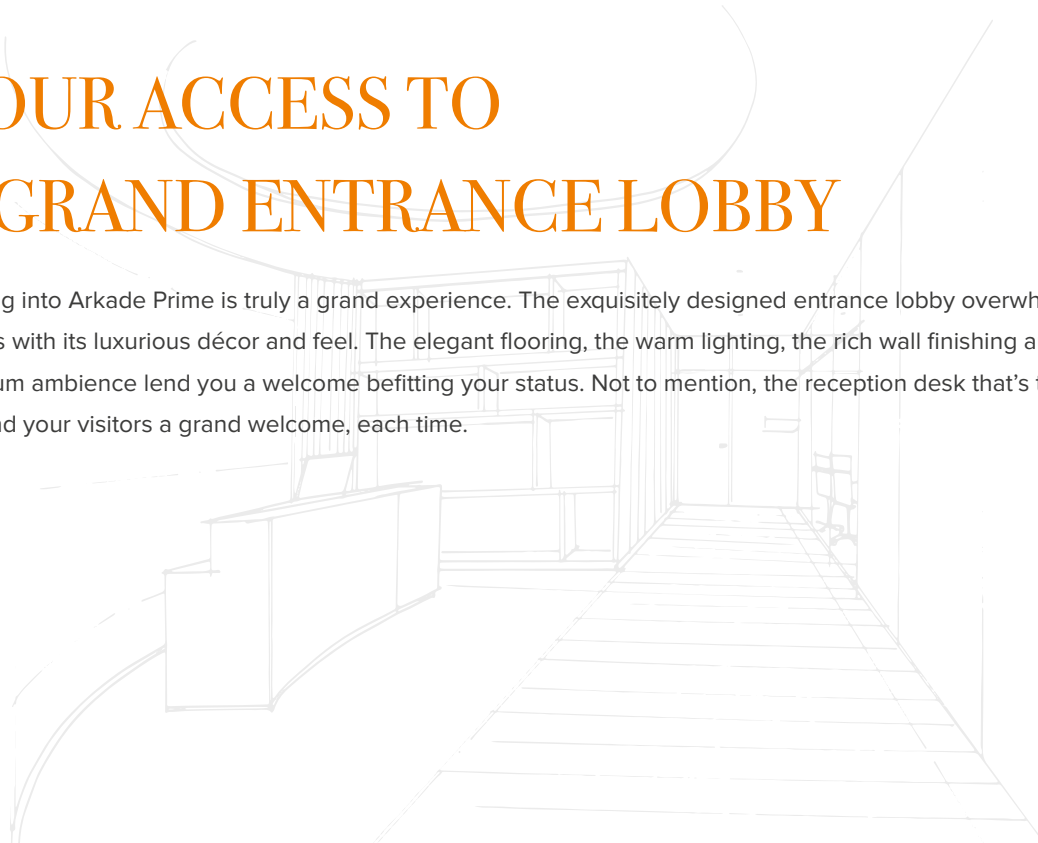 OUR ACCESS TO
GRAND ENTRANCE LOBBY
g into Arkade Prime is truly a grand experience. The exquisitely designed entrance lobby overwh
s with its luxurious décor and feel. The elegant flooring, the warm lighting, the rich wall finishing a
um ambience lend you a welcome befitting your status. Not to mention, the reception desk that’s t
nd your visitors a grand welcome, each time.